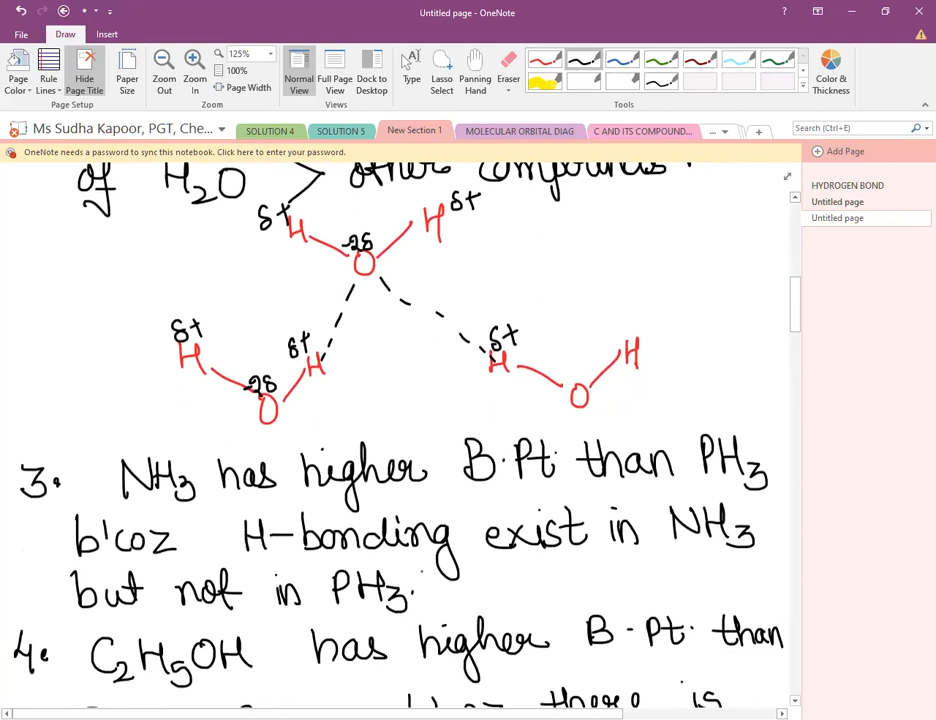 Untitled page - OneNote
File Draw Insert
Page Color Rule Lines Hide Page Title Paper Size Zoom Out Zoom In 125% 100% Page Width Normal View Full Page View Dock to Desktop Type Lasso Select Panning Hand Eraser Color & Thickness
Page Setup Zoom Views Tools
Ms Sudha Kapoor, PGT, Che... SOLUTION 4 SOLUTION 5 New Section 1 MOLECULAR ORBITAL DIAG C AND ITS COMPOUND... ... Search (Ctrl+E)
OneNote needs a password to sync this notebook. Click here to enter your password.
Add Page
HYDROGEN BOND
Untitled page
Untitled page
of H2O > other compounds.
δ+ H H δ+
-2δ
O
δ+ H δ+ H δ+ H H
-2δ
O O
3. NH3 has higher B.Pt. than PH3
b'coz H-bonding exist in NH3
but not in PH3.
4. C2H5OH has higher B.Pt. than
there is